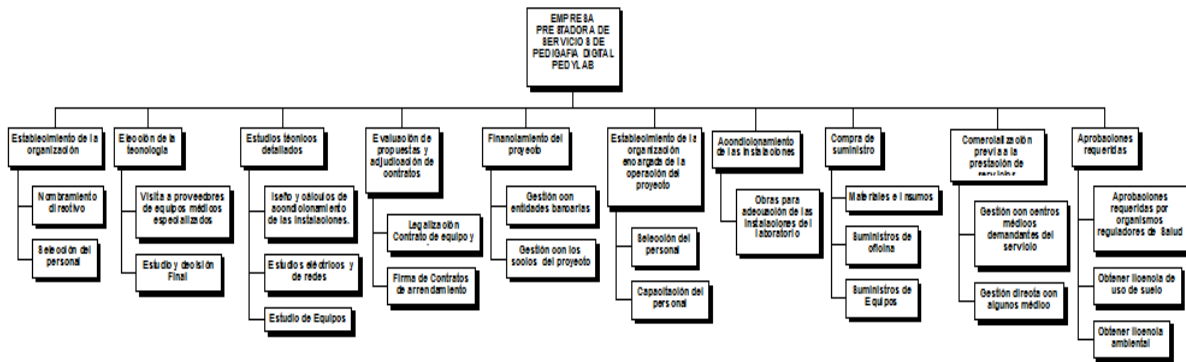 EMPRESA
PRESTADORA DE
SERVICIOS DE
PEDIGAFIA DIGITAL
PEDYLAB
Establecimiento de la
organización
Nombramiento
directivo
Selección del
personal
Elección de la
tecnologia
Visita a proveedores
de equipos médicos
especializados
Estudio y decisión
Final
Estudios técnicos
detallados
iseño y cálculos de
acondicionamiento
de las instalaciones.
Estudios eléctricos y
de redes
Estudio de Equipos
Evaluación de
propuestas y
adjudicación de
contratos
Legalización
Contrato de equipo y
Firma de Contratos
de arrendamiento
Financiamiento del
proyecto
Gestión con
entidades bancarias
Gestión con los
socios del proyecto
Establecimiento de la
organización
encargada de la
operación del
proyecto
Selección del
personal
Capacitación del
personal
Acondicionamiento
de las instalaciones
Obras para
adecuación de las
instalaciones del
laboratorio
Compra de
suministro
Materiales e insumos
Suministros de
oficina
Suministros de
Equipos
Comercialización
previa a la
prestación de
servicios
Gestión con centros
médicos
demandantes del
servicio
Gestión directa con
algunos médico
Aprobaciones
requeridas
Aprobaciones
requeridas por
organismos
reguladores de Salud
Obtener licencia de
uso de suelo
Obtener licencia
ambiental